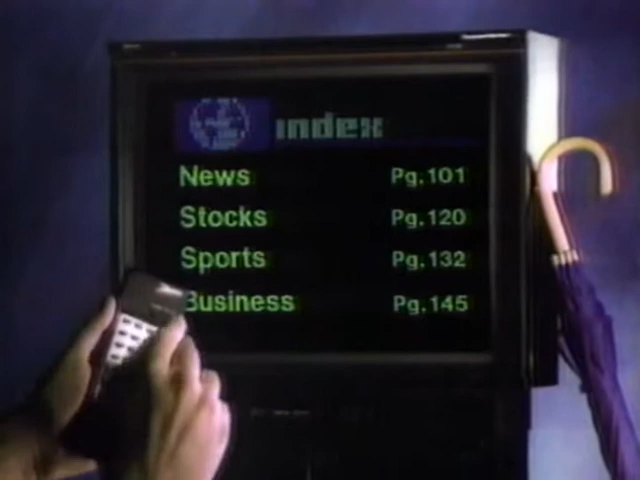 index
News Pg.101
Stocks Pg.120
Sports Pg.132
Business Pg.145